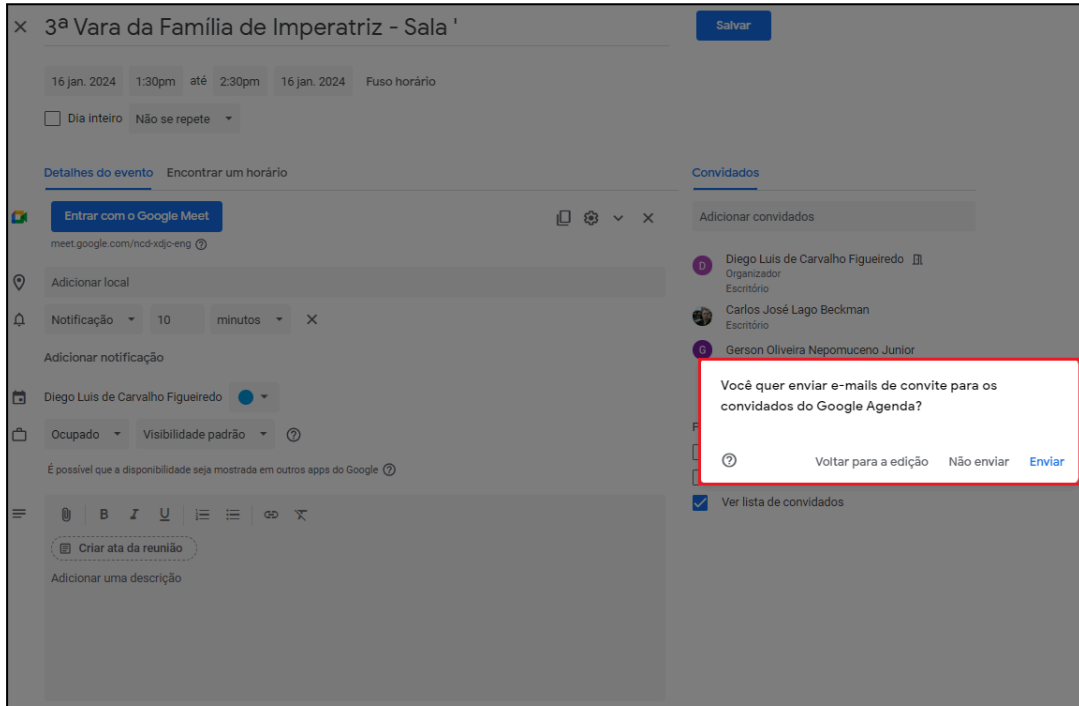 3ª Vara da Família de Imperatriz - Sala '
Salvar
16 jan. 2024 1:30pm até 2:30pm 16 jan. 2024 Fuso horário
Dia inteiro Não se repete
Detalhes do evento Encontrar um horário
Entrar com o Google Meet
meet.google.com/ncd-xdjc-eng
Adicionar local
Notificação 10 minutos
Adicionar notificação
Diego Luis de Carvalho Figueiredo
Ocupado Visibilidade padrão
É possível que a disponibilidade seja mostrada em outros apps do Google
B I U
Criar ata da reunião
Adicionar uma descrição
Convidados
Adicionar convidados
D Diego Luis de Carvalho Figueiredo
Organizador
Escritório
Carlos José Lago Beckman
Escritório
G Gerson Oliveira Nepomuceno Junior
Você quer enviar e-mails de convite para os
convidados do Google Agenda?
Voltar para a edição Não enviar Enviar
Ver lista de convidados